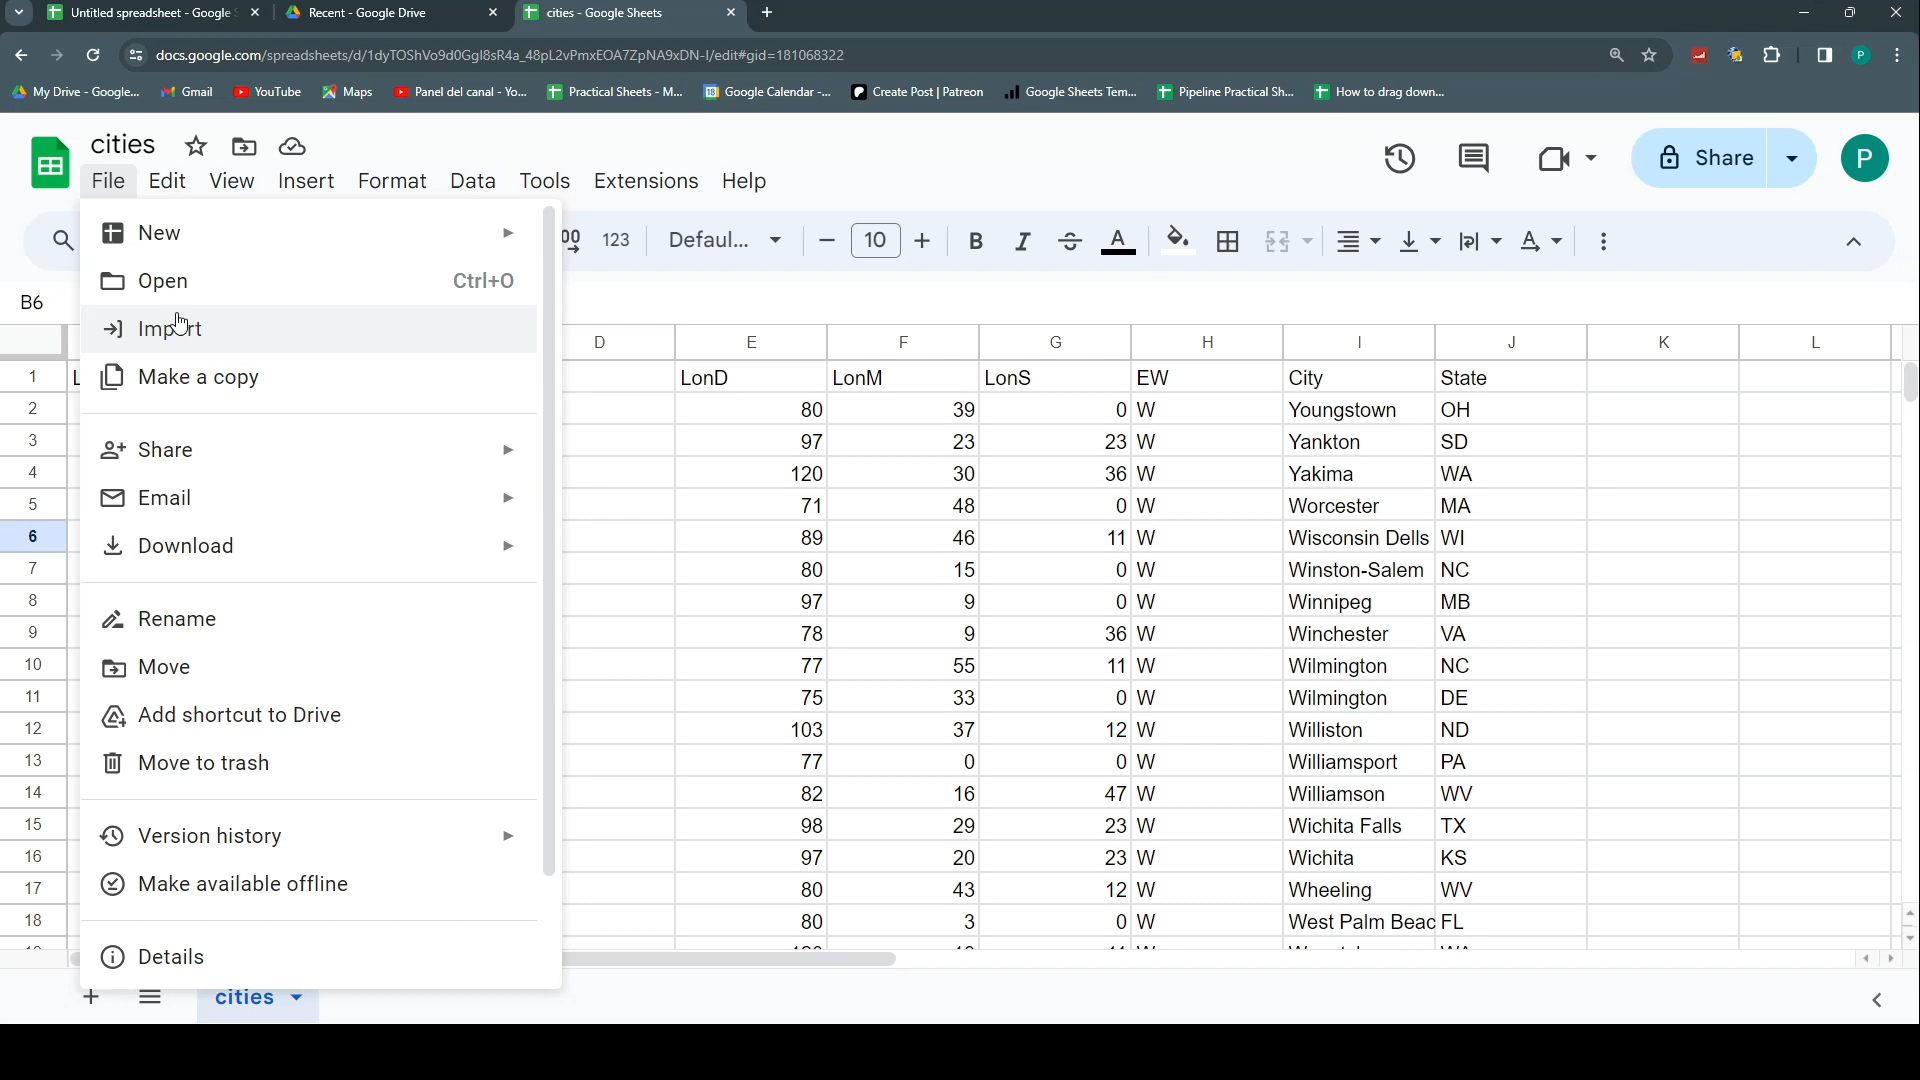 Untitled spreadsheet - Google S
Recent - Google Drive
cities - Google Sheets
docs.google.com/spreadsheets/d/1dyTOShVo9d0Ggl8sR4a_48pL2vPmxEOA7ZpNA9xDN-I/edit#gid=181068322
My Drive - Google...
Gmail
YouTube
Maps
Panel del canal - Yo...
Practical Sheets - M...
Google Calendar -...
Create Post | Patreon
Google Sheets Tem...
Pipeline Practical Sh...
How to drag down...
cities
File Edit View Insert Format Data Tools Extensions Help
Share P
123 Defaul... 10 B I S A
B6
New
Open Ctrl+O
Import
Make a copy
Share
Email
Download
Rename
Move
Add shortcut to Drive
Move to trash
Version history
Make available offline
Details
D E F G H I J K L
1 LonD LonM LonS EW City State
2 80 39 0 W Youngstown OH
3 97 23 23 W Yankton SD
4 120 30 36 W Yakima WA
5 71 48 0 W Worcester MA
6 89 46 11 W Wisconsin Dells WI
7 80 15 0 W Winston-Salem NC
8 97 9 0 W Winnipeg MB
9 78 9 36 W Winchester VA
10 77 55 11 W Wilmington NC
11 75 33 0 W Wilmington DE
12 103 37 12 W Williston ND
13 77 0 0 W Williamsport PA
14 82 16 47 W Williamson WV
15 98 29 23 W Wichita Falls TX
16 97 20 23 W Wichita KS
17 80 43 12 W Wheeling WV
18 80 3 0 W West Palm Beac FL
cities